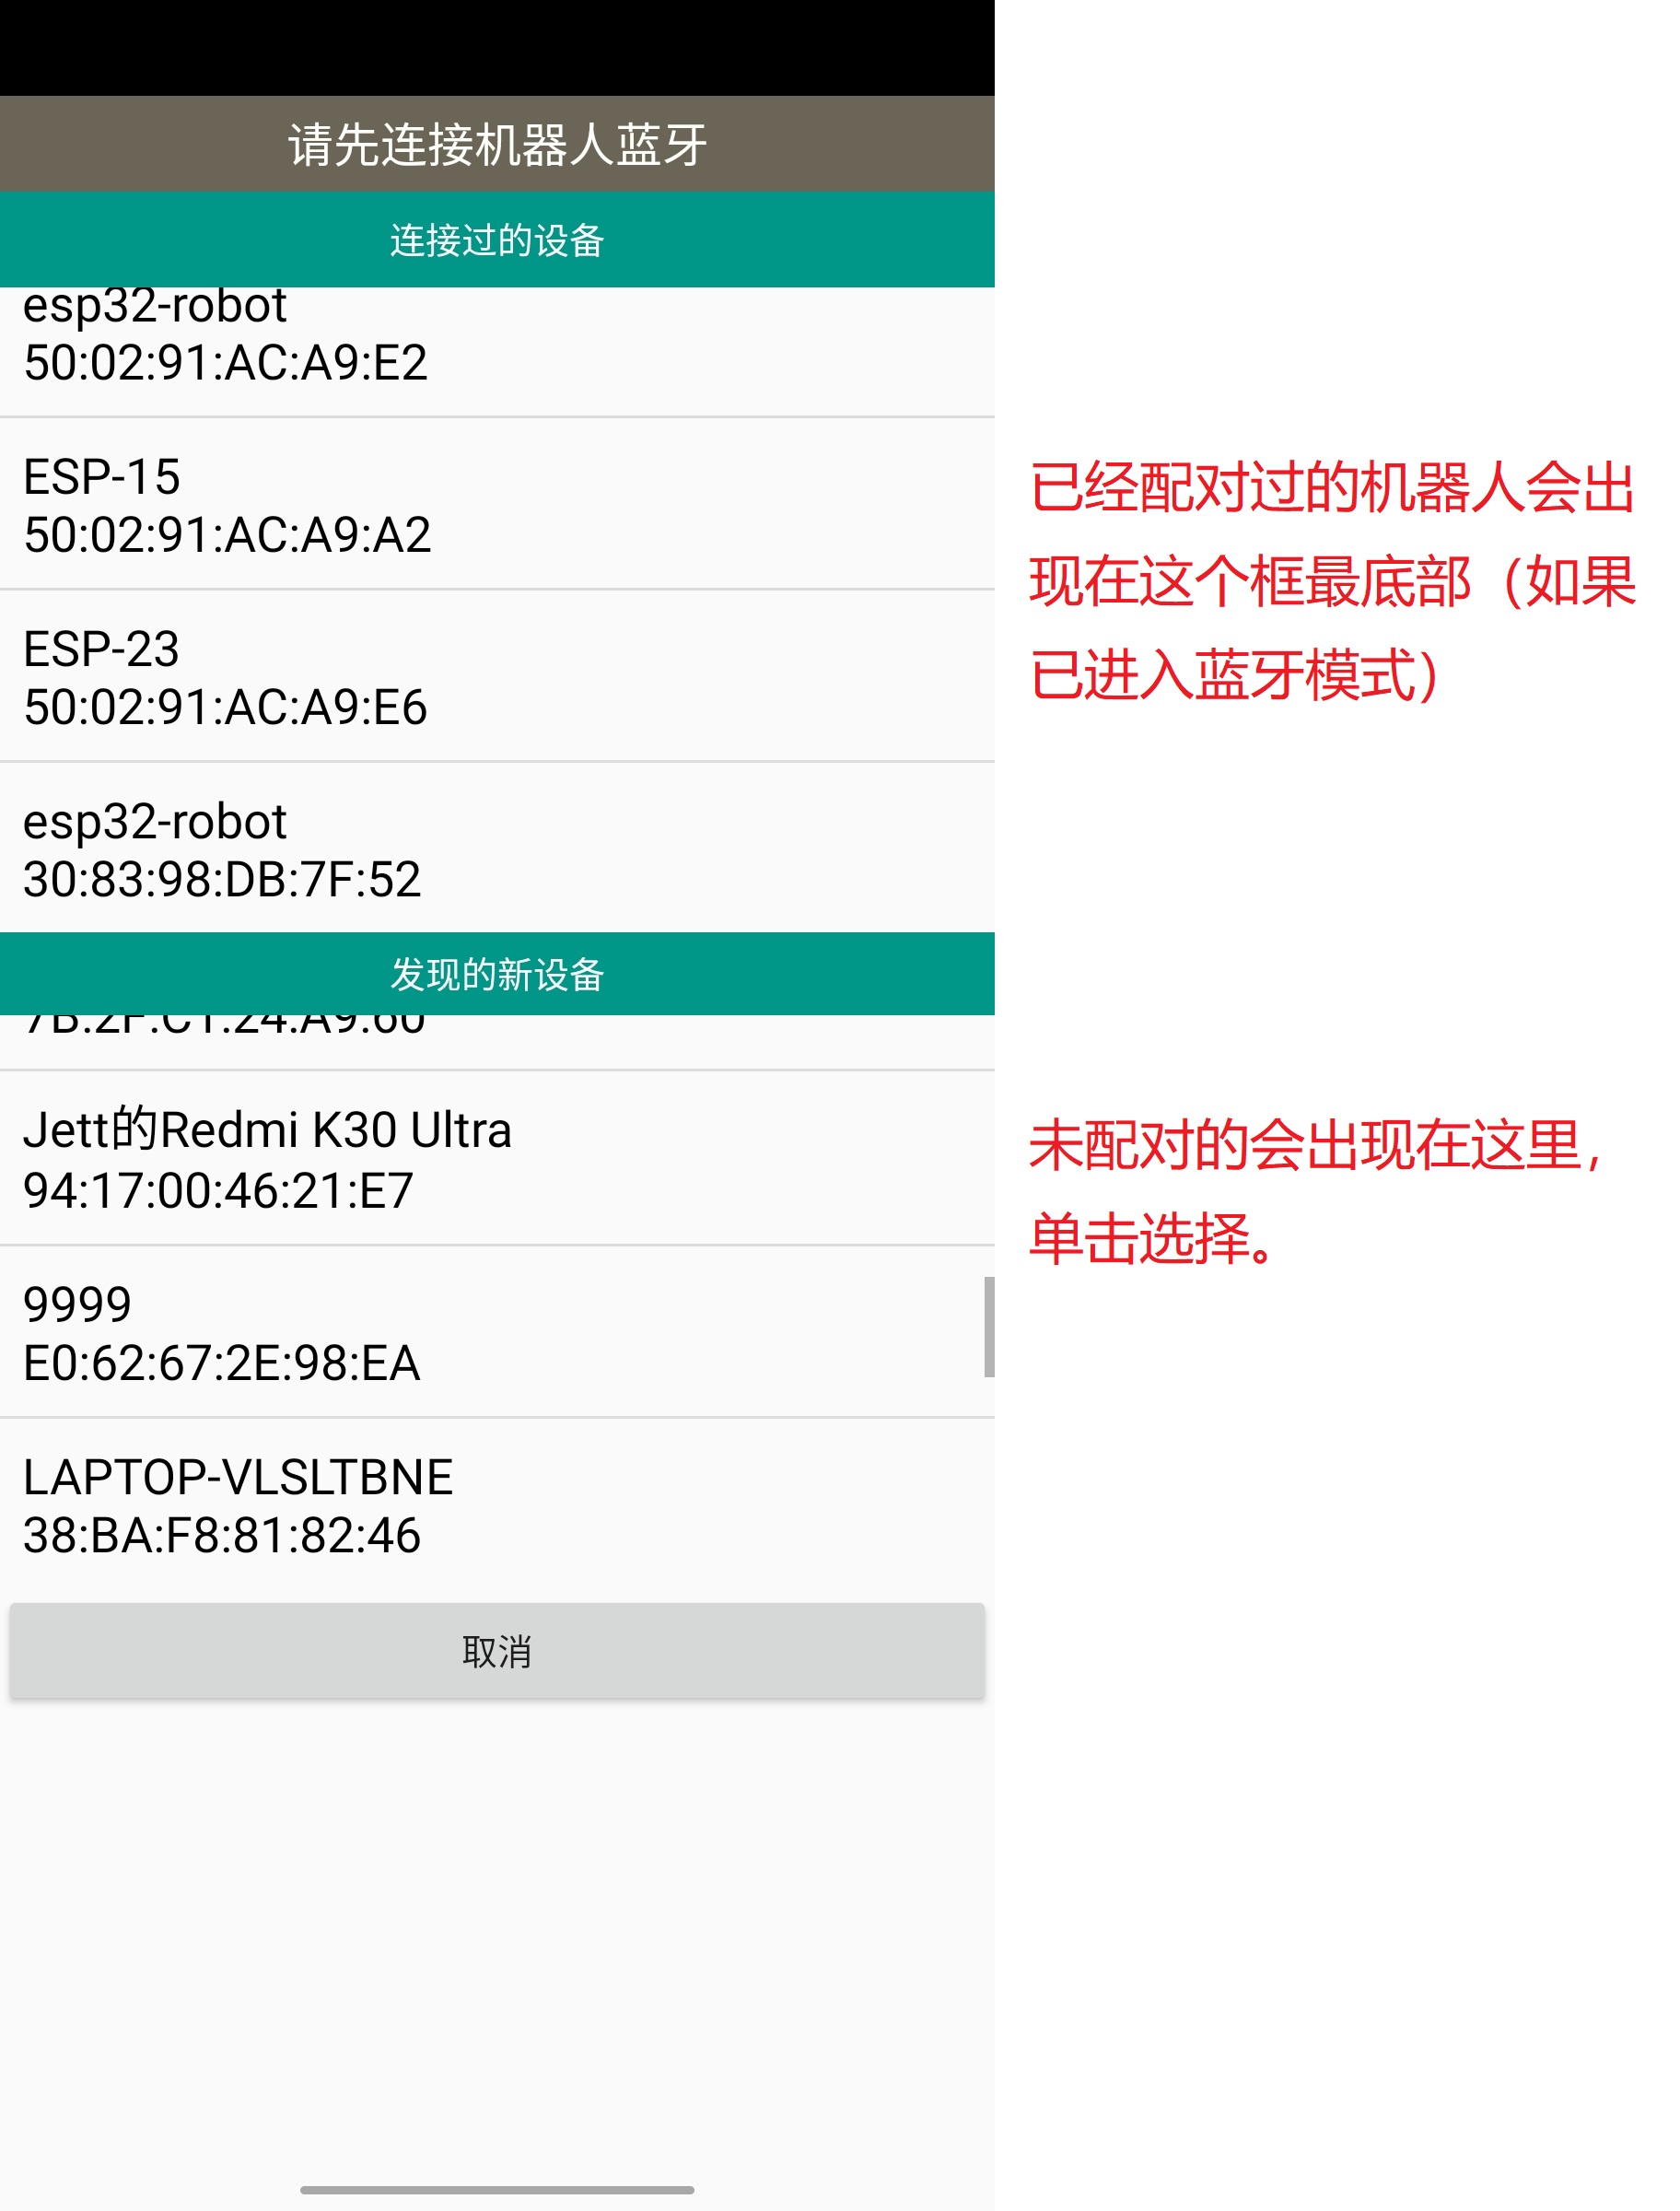 请先连接机器人蓝牙
连接过的设备
esp32-robot
50:02:91:AC:A9:E2
ESP-15
50:02:91:AC:A9:A2
ESP-23
50:02:91:AC:A9:E6
esp32-robot
30:83:98:DB:7F:52
发现的新设备
7B:2F:C1:24:A9:60
Jett的Redmi K30 Ultra
94:17:00:46:21:E7
9999
E0:62:67:2E:98:EA
LAPTOP-VLSLTBNE
38:BA:F8:81:82:46
取消
已经配对过的机器人会出
现在这个框最底部（如果
已进入蓝牙模式）
未配对的会出现在这里，
单击选择。